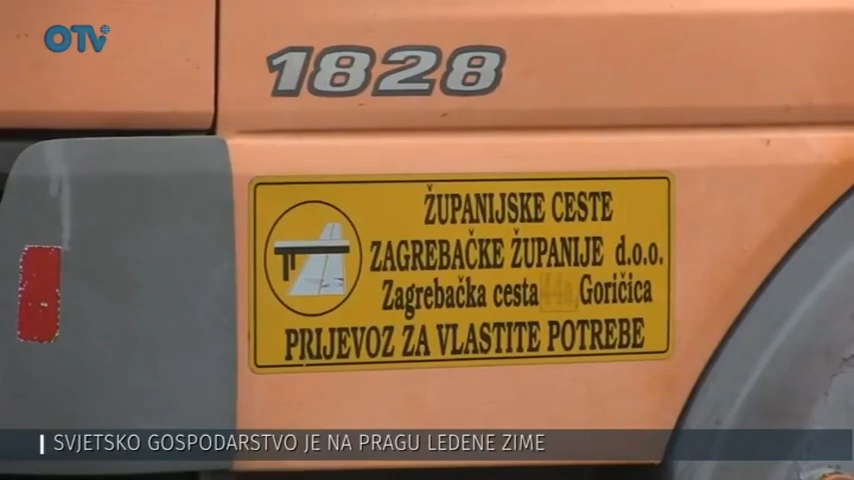 OTV
1828
ŽUPANIJSKE CESTE
ZAGREBAČKE ŽUPANIJE d.o.o.
Zagrebačka cesta 44a, Goričica
PRIJEVOZ ZA VLASTITE POTREBE
SVJETSKO GOSPODARSTVO JE NA PRAGU LEDENE ZIME